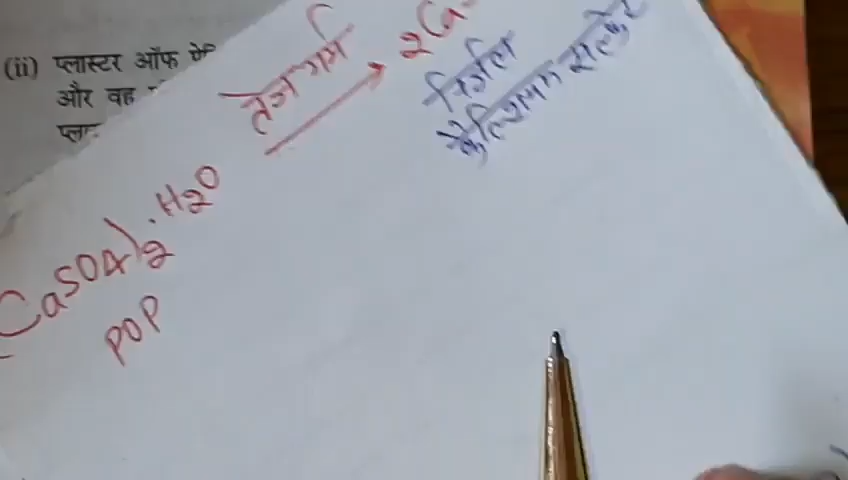 (ii) प्लास्टर ऑफ
और वह
तेज गर्म
(CaSO4)2.H2O
POP
2Ca
निर्जल
कैल्शियम सल्फेट